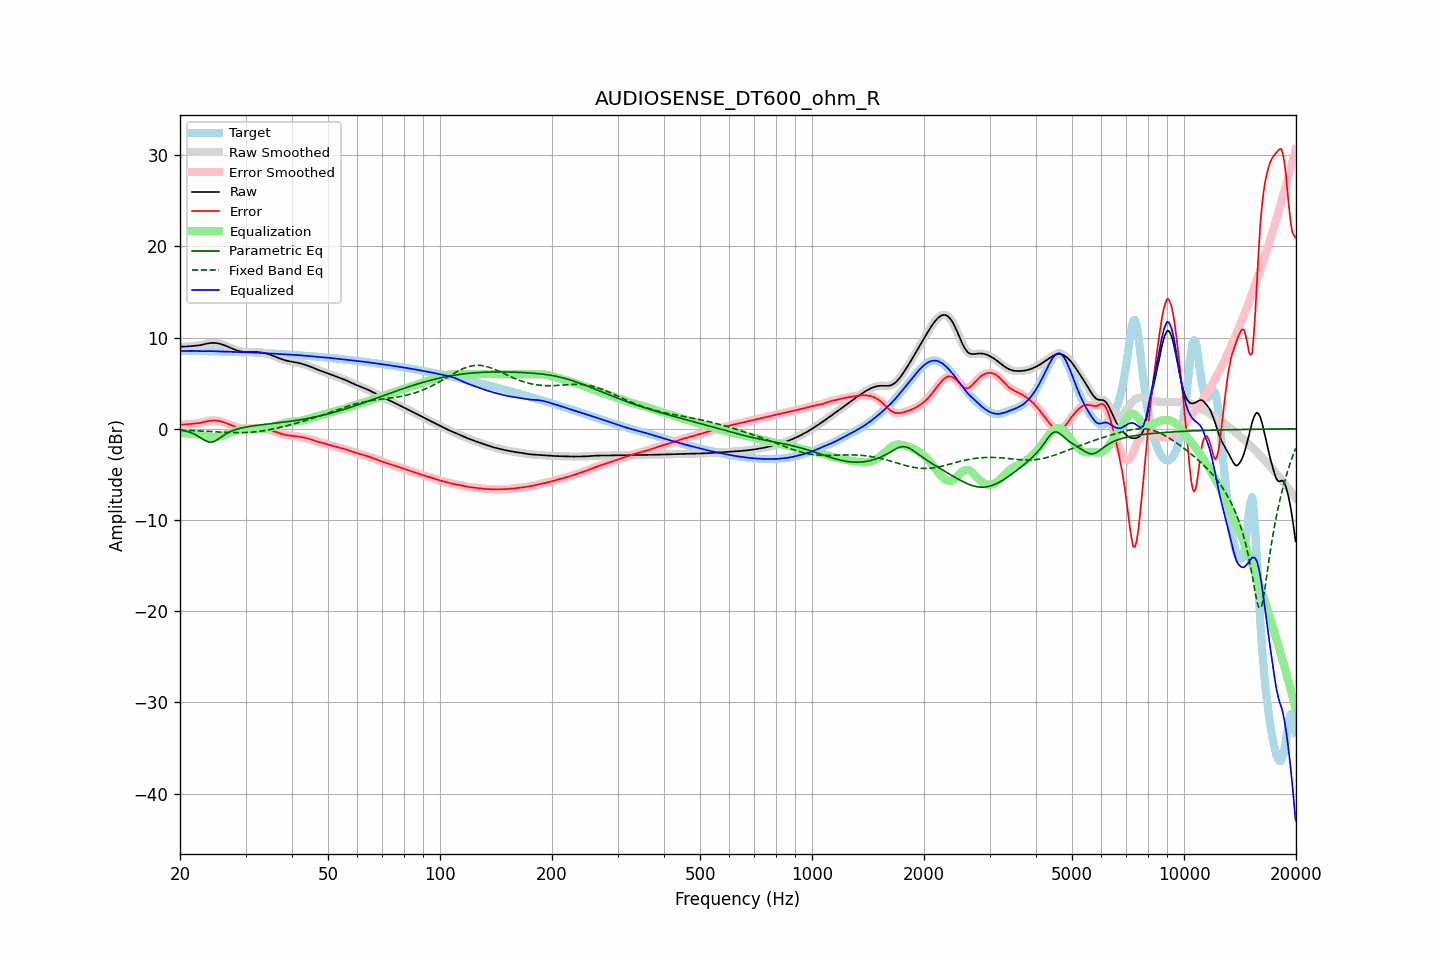 AUDIOSENSE_DT600_ohm_R
Target
Raw Smoothed
Error Smoothed
Raw
Error
Equalization
Parametric Eq
Fixed Band Eq
Equalized
Amplitude (dBr)
30
20
10
0
−10
−20
−30
−40
20 50 100 200 500 1000 2000 5000 10000 20000
Frequency (Hz)